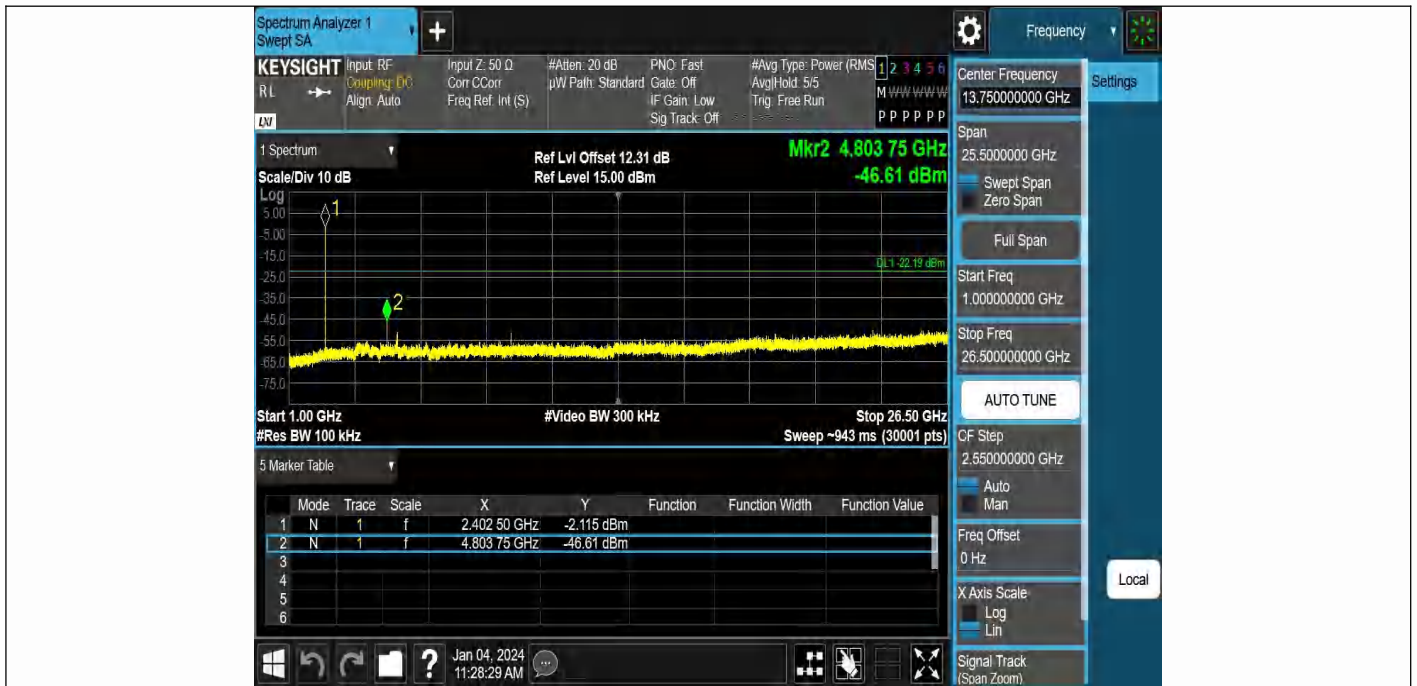 Spectrum Analyzer 1
Swept SA
+
Frequency
KEYSIGHT
RL
LXI
Input: RF
Coupling: DC
Align: Auto
Input Z: 50 Ω
Corr CCorr
Freq Ref: Int (S)
#Atten: 20 dB
µW Path: Standard
PNO: Fast
Gate: Off
IF Gain: Low
Sig Track: Off
#Avg Type: Power (RMS
Avg|Hold: 5/5
Trig: Free Run
1 2 3 4 5 6
M W W W W W
P P P P P P
Center Frequency
13.750000000 GHz
Settings
Span
25.5000000 GHz
Swept Span
Zero Span
Full Span
Start Freq
1.000000000 GHz
Stop Freq
26.500000000 GHz
AUTO TUNE
CF Step
2.550000000 GHz
Auto
Man
Freq Offset
0 Hz
X Axis Scale
Log
Lin
Signal Track
(Span Zoom)
Local
1 Spectrum
Scale/Div 10 dB
Ref Lvl Offset 12.31 dB
Ref Level 15.00 dBm
Mkr2 4.803 75 GHz
-46.61 dBm
Log
5.00
-5.00
-15.0
-25.0
-35.0
-45.0
-55.0
-65.0
-75.0
1
2
DL1 -22.19 dBm
Start 1.00 GHz
#Video BW 300 kHz
Stop 26.50 GHz
#Res BW 100 kHz
Sweep ~943 ms (30001 pts)
5 Marker Table
Mode Trace Scale X Y Function Function Width Function Value
1 N 1 f 2.402 50 GHz -2.115 dBm
2 N 1 f 4.803 75 GHz -46.61 dBm
3
4
5
6
?
Jan 04, 2024
11:28:29 AM